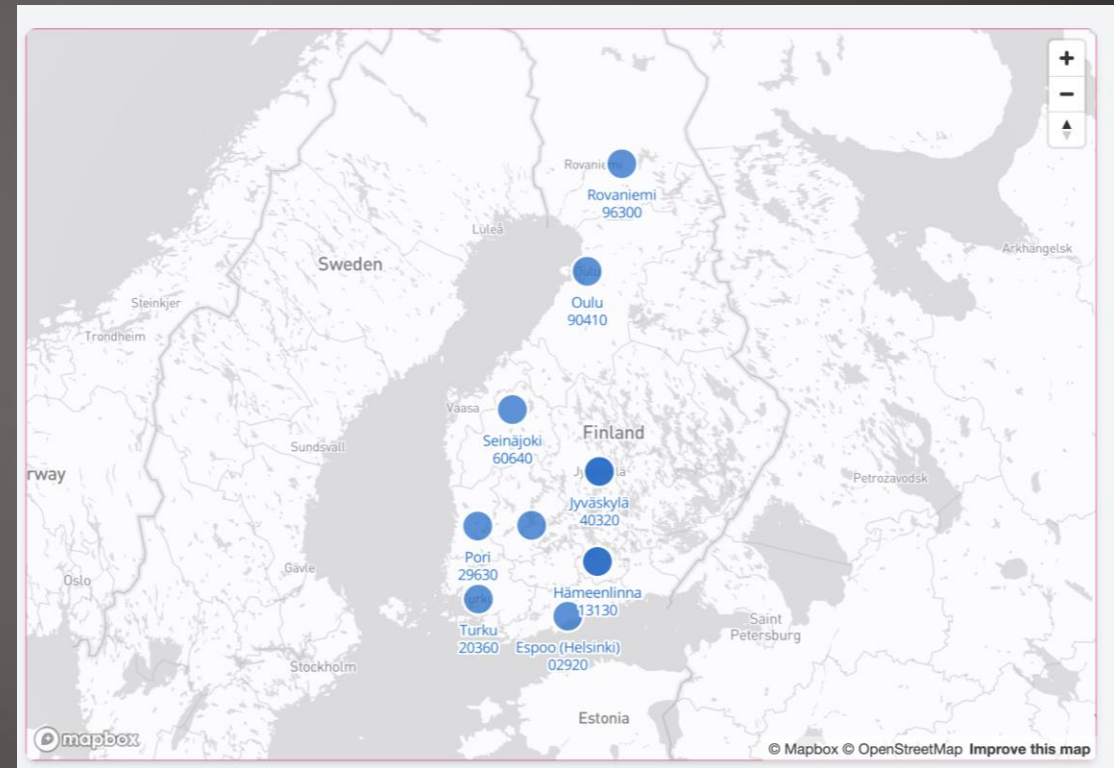 +
−
Rovaniemi
Rovaniemi
96300
Luleå
Arkhangelsk
Sweden
Oulu
Oulu
90410
Steinkjer
Trondheim
Vaasa
Finland
Seinäjoki
60640
Sundsvall
rway
Petrozavodsk
Jyväskylä
40320
Pori
29630
Gävle
Oslo
Hämeenlinna
13130
Turku
20360
Saint
Petersburg
Espoo (Helsinki)
02920
Stockholm
Estonia
mapbox
© Mapbox © OpenStreetMap Improve this map